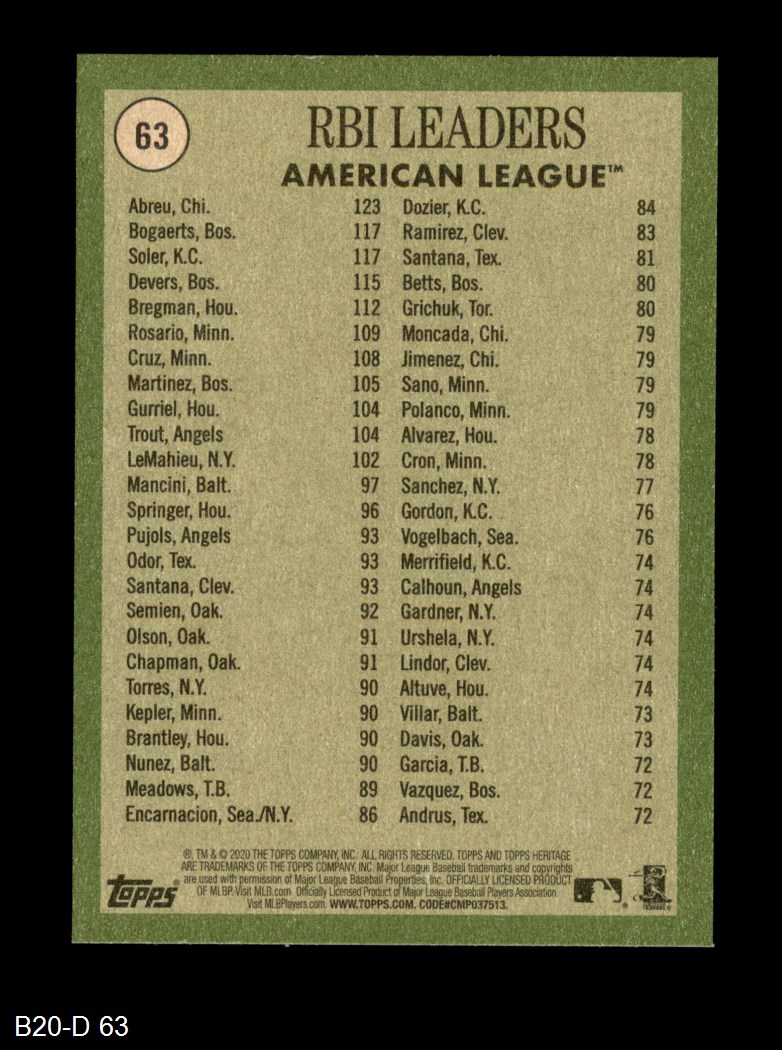 63
RBI LEADERS
AMERICAN LEAGUE™
Abreu, Chi. 123
Bogaerts, Bos. 117
Soler, K.C. 117
Devers, Bos. 115
Bregman, Hou. 112
Rosario, Minn. 109
Cruz, Minn. 108
Martinez, Bos. 105
Gurriel, Hou. 104
Trout, Angels 104
LeMahieu, N.Y. 102
Mancini, Balt. 97
Springer, Hou. 96
Pujols, Angels 93
Odor, Tex. 93
Santana, Clev. 93
Semien, Oak. 92
Olson, Oak. 91
Chapman, Oak. 91
Torres, N.Y. 90
Kepler, Minn. 90
Brantley, Hou. 90
Nunez, Balt. 90
Meadows, T.B. 89
Encarnacion, Sea./N.Y. 86
Dozier, K.C. 84
Ramirez, Clev. 83
Santana, Tex. 81
Betts, Bos. 80
Grichuk, Tor. 80
Moncada, Chi. 79
Jimenez, Chi. 79
Sano, Minn. 79
Polanco, Minn. 79
Alvarez, Hou. 78
Cron, Minn. 78
Sanchez, N.Y. 77
Gordon, K.C. 76
Vogelbach, Sea. 76
Merrifield, K.C. 74
Calhoun, Angels 74
Gardner, N.Y. 74
Urshela, N.Y. 74
Lindor, Clev. 74
Altuve, Hou. 74
Villar, Balt. 73
Davis, Oak. 73
Garcia, T.B. 72
Vazquez, Bos. 72
Andrus, Tex. 72
®, TM & © 2020 THE TOPPS COMPANY, INC. ALL RIGHTS RESERVED. TOPPS AND TOPPS HERITAGE
ARE TRADEMARKS OF THE TOPPS COMPANY, INC. Major League Baseball trademarks and copyrights
are used with permission of Major League Baseball Properties, Inc. OFFICIALLY LICENSED PRODUCT
OF MLBP. Visit MLB.com. Officially Licensed Product of Major League Baseball Players Association.
Visit MLBPlayers.com. WWW.TOPPS.COM. CODE#CMP037513.
topps®
B20-D 63